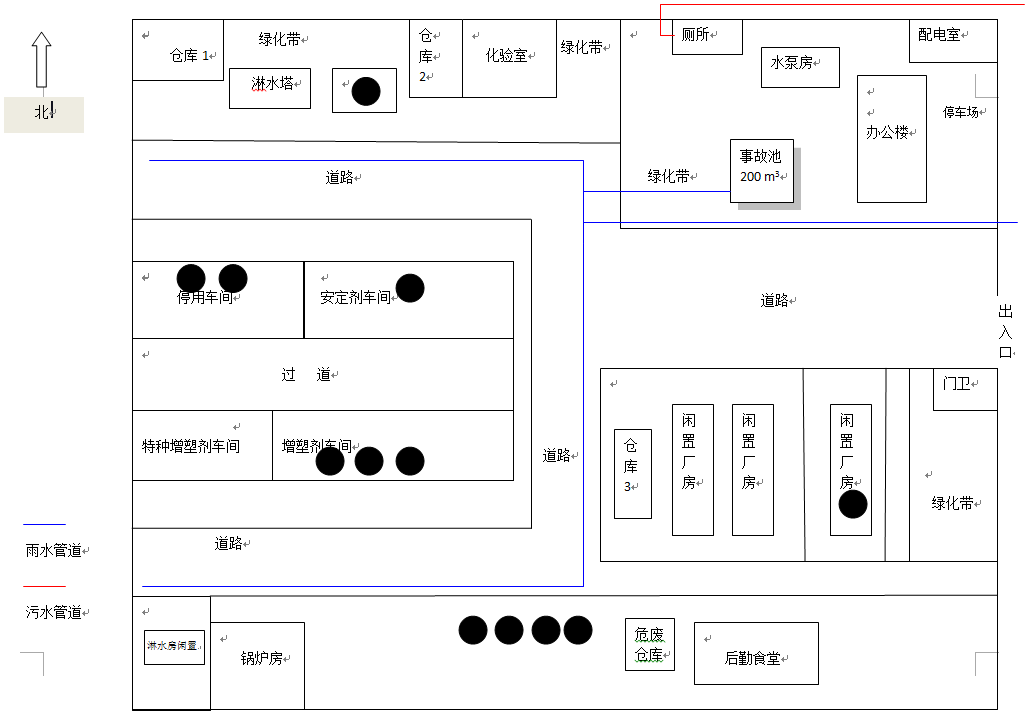 北
仓库 1
绿化带
淋水塔
仓
库
2
化验室
绿化带
厕所
水泵房
配电室
办公楼
停车场
事故池
200 m³
绿化带
道路
停用车间
安定剂车间
过 道
特种增塑剂车间
增塑剂车间
道路
道路
道路
出
入
口
门卫
仓
库
3
闲
置
厂
房
闲
置
厂
房
闲
置
厂
房
绿化带
雨水管道
污水管道
淋水房闲置
锅炉房
危废
仓库
后勤食堂